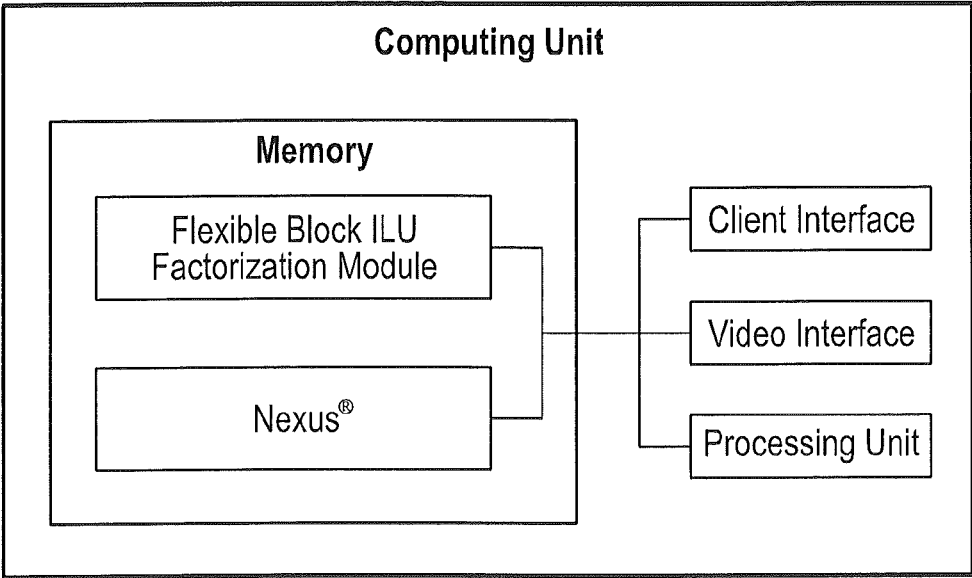 Computing Unit
Memory
Flexible Block ILU
Factorization Module
Nexus®
Client Interface
Video Interface
Processing Unit